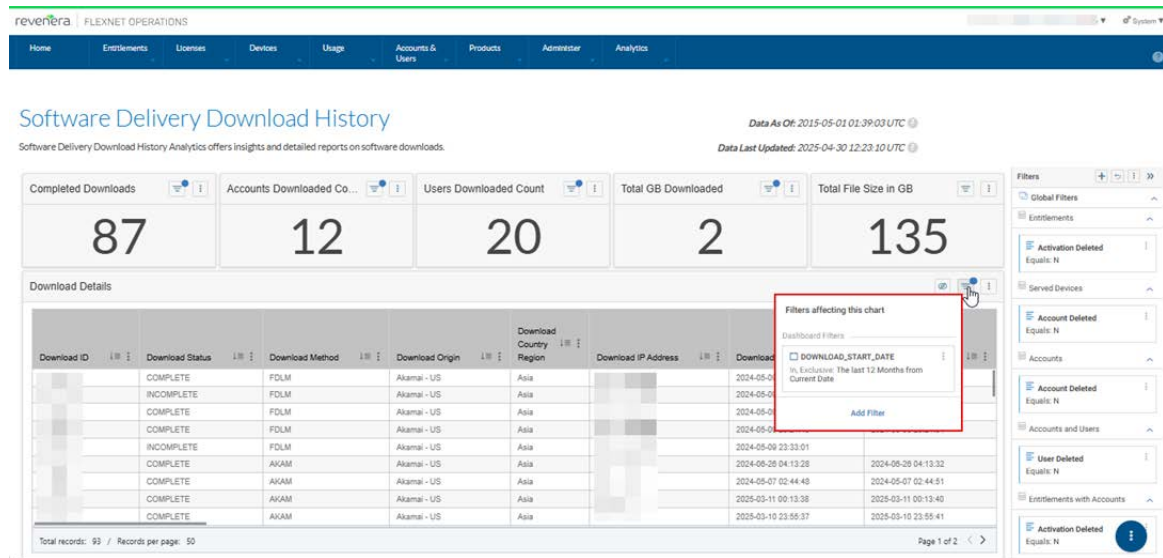 revenera FLEXNET OPERATIONS
System
Home Entitlements Licenses Devices Usage Accounts & Users Products Administer Analytics
Software Delivery Download History
Software Delivery Download History Analytics offers insights and detailed reports on software downloads.
Data As Of: 2015-05-01 01:39:03 UTC
Data Last Updated: 2025-04-30 12:23:10 UTC
Completed Downloads
87
Accounts Downloaded Co...
12
Users Downloaded Count
20
Total GB Downloaded
2
Total File Size in GB
135
Download Details
Download ID Download Status Download Method Download Origin Download Country Region Download IP Address Download
COMPLETE FDLM Akamai - US Asia
INCOMPLETE FDLM Akamai - US Asia
COMPLETE FDLM Akamai - US Asia
COMPLETE FDLM Akamai - US Asia
INCOMPLETE FDLM Akamai - US Asia 2024-05-09 23:33:01
COMPLETE AKAM Akamai - US Asia 2024-06-26 04:13:28 2024-06-26 04:13:32
COMPLETE AKAM Akamai - US Asia 2024-05-07 02:44:48 2024-05-07 02:44:51
COMPLETE AKAM Akamai - US Asia 2025-03-11 00:13:38 2025-03-11 00:13:40
COMPLETE AKAM Akamai - US Asia 2025-03-10 23:55:37 2025-03-10 23:55:41
Total records: 93 / Records per page: 50
Page 1 of 2
Filters affecting this chart
Dashboard Filters
DOWNLOAD_START_DATE
In, Exclusive: The last 12 Months from
Current Date
Add Filter
Filters
Global Filters
Entitlements
Activation Deleted
Equals: N
Served Devices
Account Deleted
Equals: N
Accounts
Account Deleted
Equals: N
Accounts and Users
User Deleted
Equals: N
Entitlements with Accounts
Activation Deleted
Equals: N